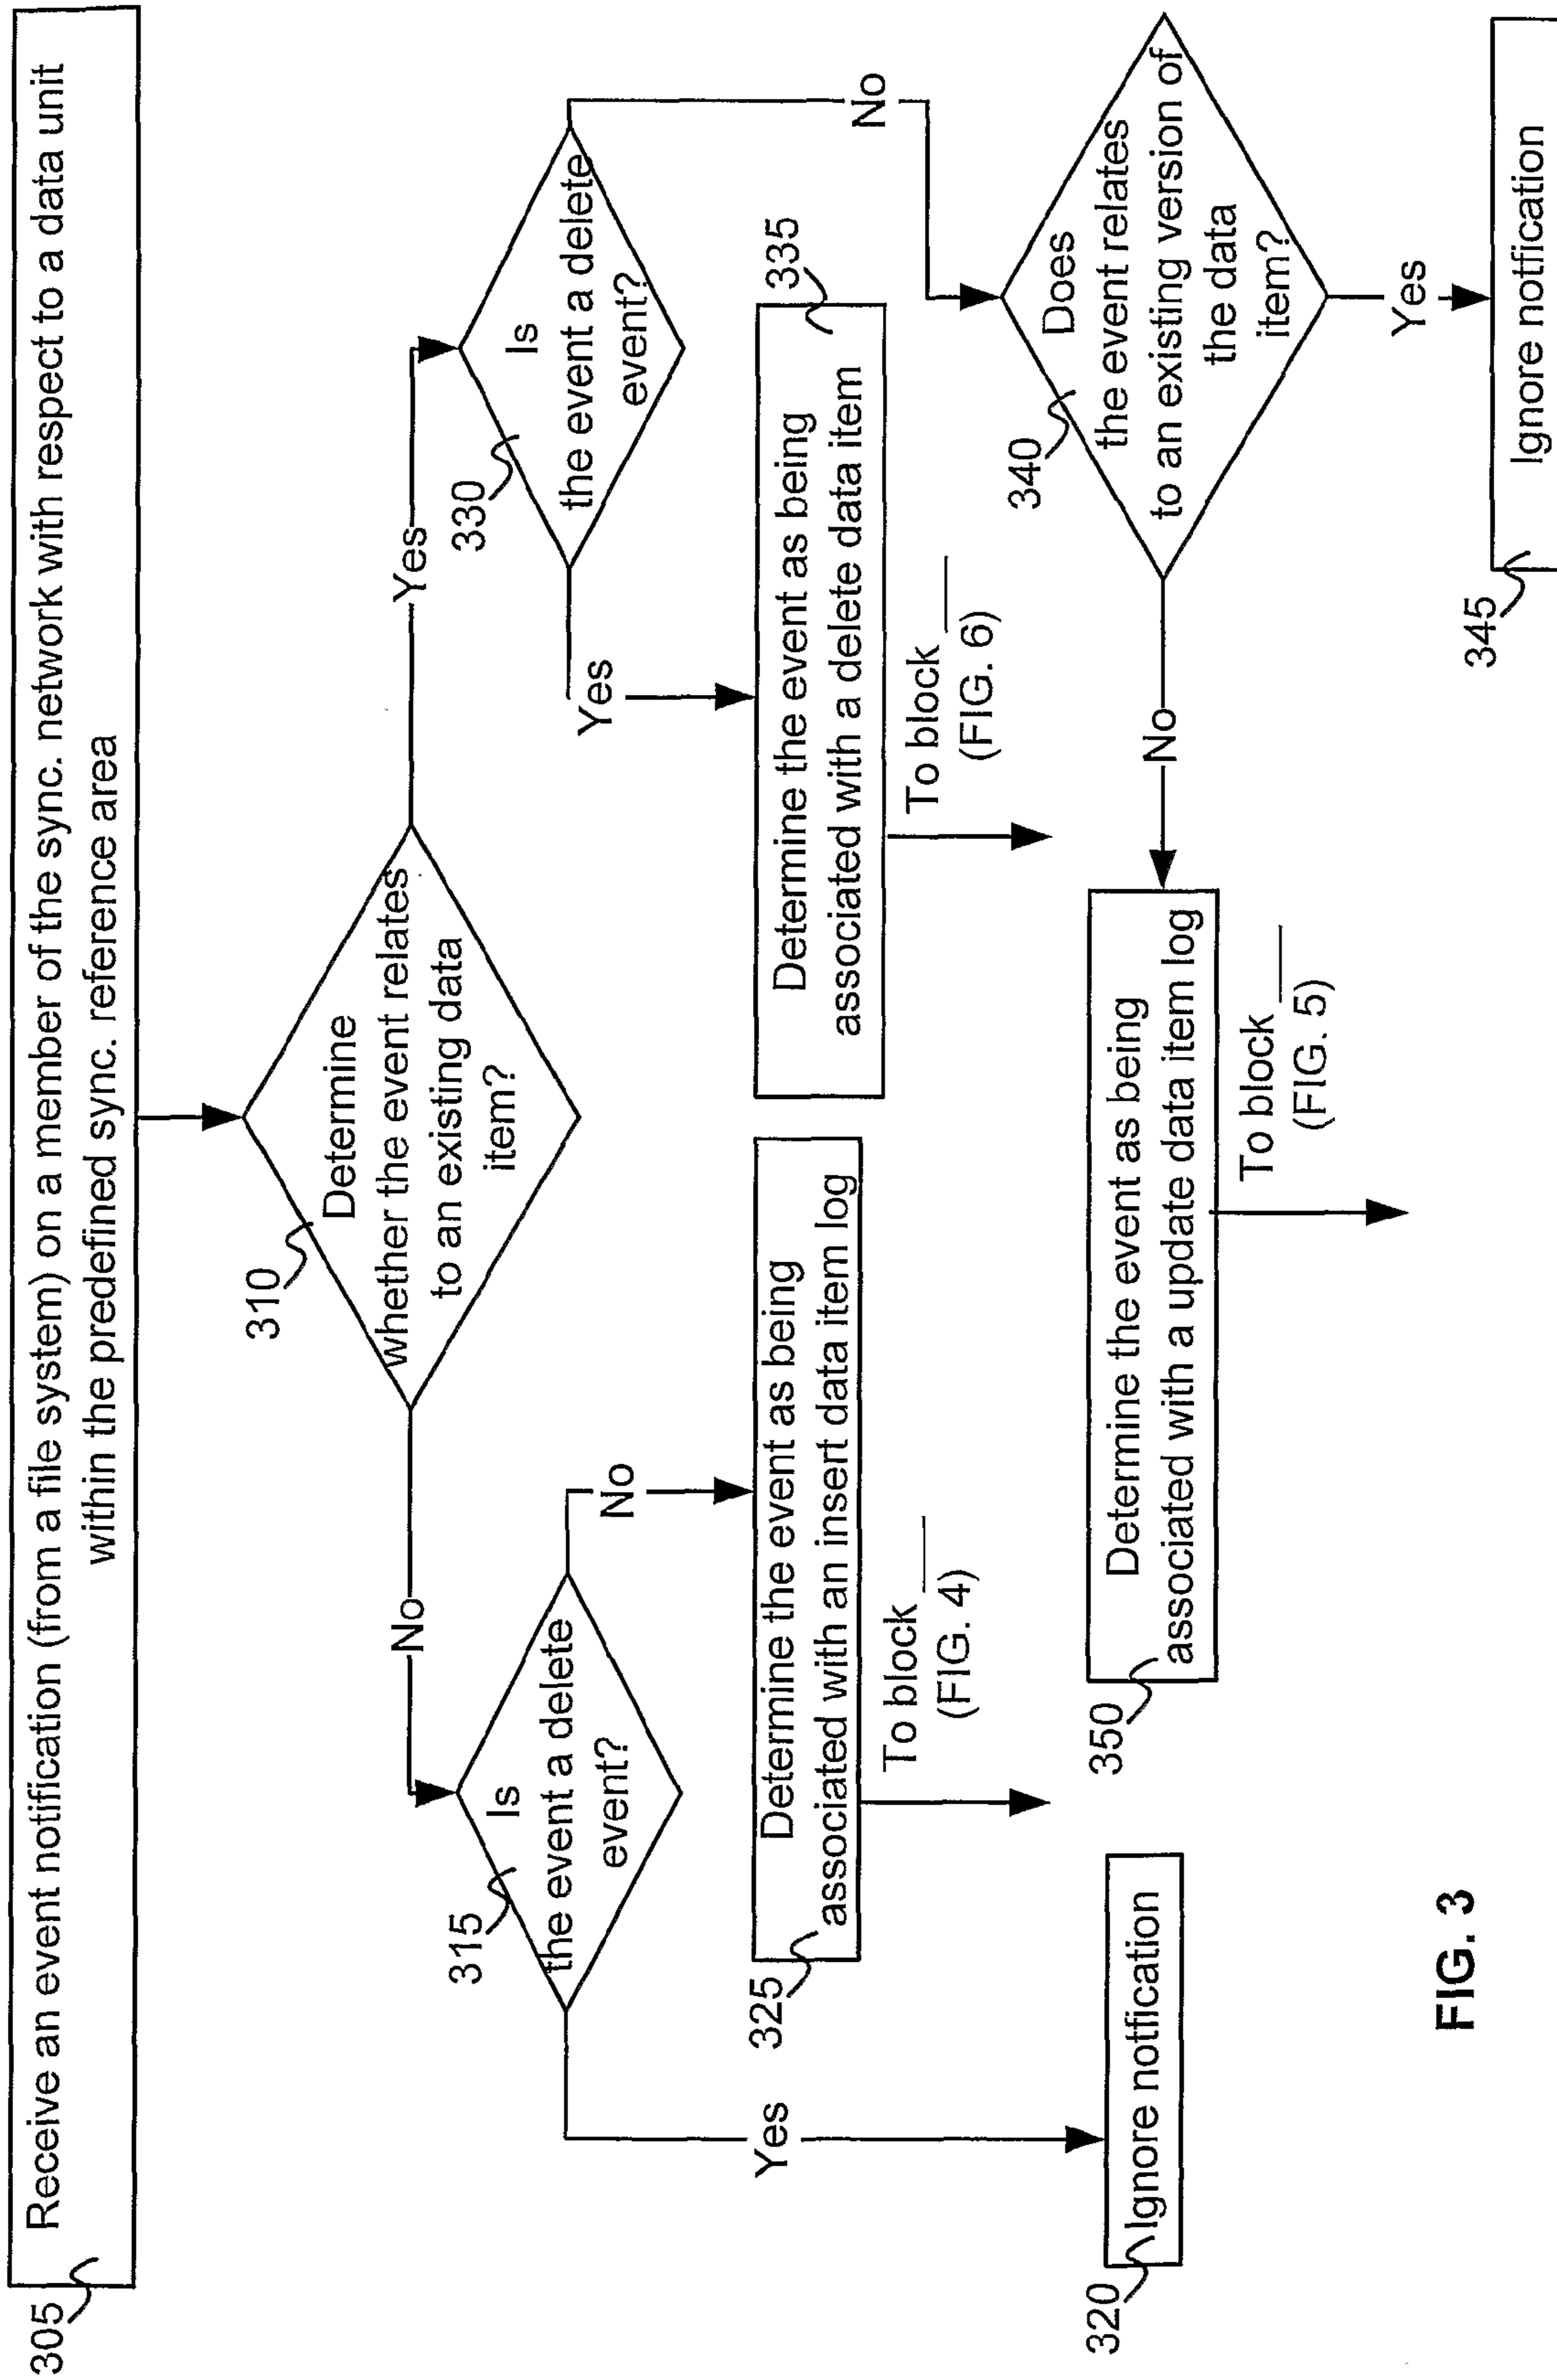 305
Receive an event notification (from a file system) on a member of the sync. network with respect to a data unit
within the predefined sync. reference area
310
Determine
whether the event relates
to an existing data
item?
No
Yes
315
Is
the event a delete
event?
330
Is
the event a delete
event?
Yes
No
Yes
No
325
Determine the event as being
associated with an insert data item log
To block ___
(FIG. 4)
335
Determine the event as being
associated with a delete data item
To block ___
(FIG. 6)
320
Ignore notfication
340
Does
the event relates
to an existing version of
the data
item?
No
Yes
350
Determine the event as being
associated with a update data item log
To block ___
(FIG. 5)
345
Ignore notfication
FIG. 3